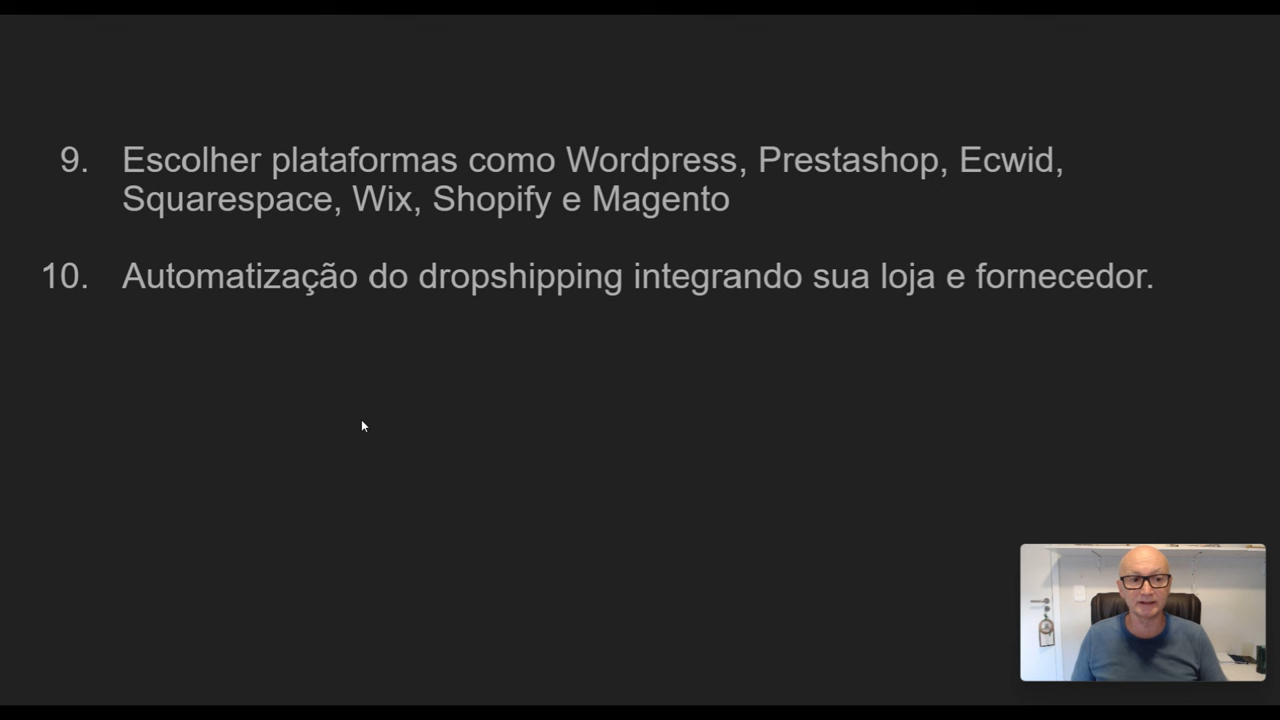 9. Escolher plataformas como Wordpress, Prestashop, Ecwid,
Squarespace, Wix, Shopify e Magento
10. Automatização do dropshipping integrando sua loja e fornecedor.